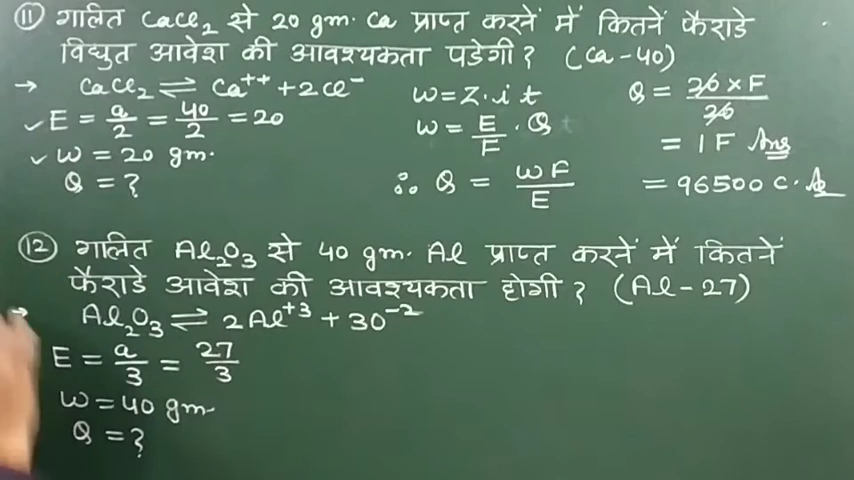 ⑪ गलित CaCl₂ से 20 gm. Ca प्राप्त करनें में कितनें फैराडे
विद्युत आवेश की आवश्यकता पडेगी? (Ca-40)
→ CaCl₂ ⇌ Ca⁺⁺ + 2Cl⁻
✓ E = a/2 = 40/2 = 20
✓ W = 20 gm.
Q = ?
W = Z.i t
W = E/F . Q
∴ Q = WF/E
Q = 20 × F/20
= 1F Ans
= 96500 C. A
⑫ गलित Al₂O₃ से 40 gm. Al प्राप्त करनें में कितनें
फैराडे आवेश की आवश्यकता होगी? (Al-27)
→ Al₂O₃ ⇌ 2Al⁺³ + 3O⁻²
E = a/3 = 27/3
W = 40 gm.
Q = ?